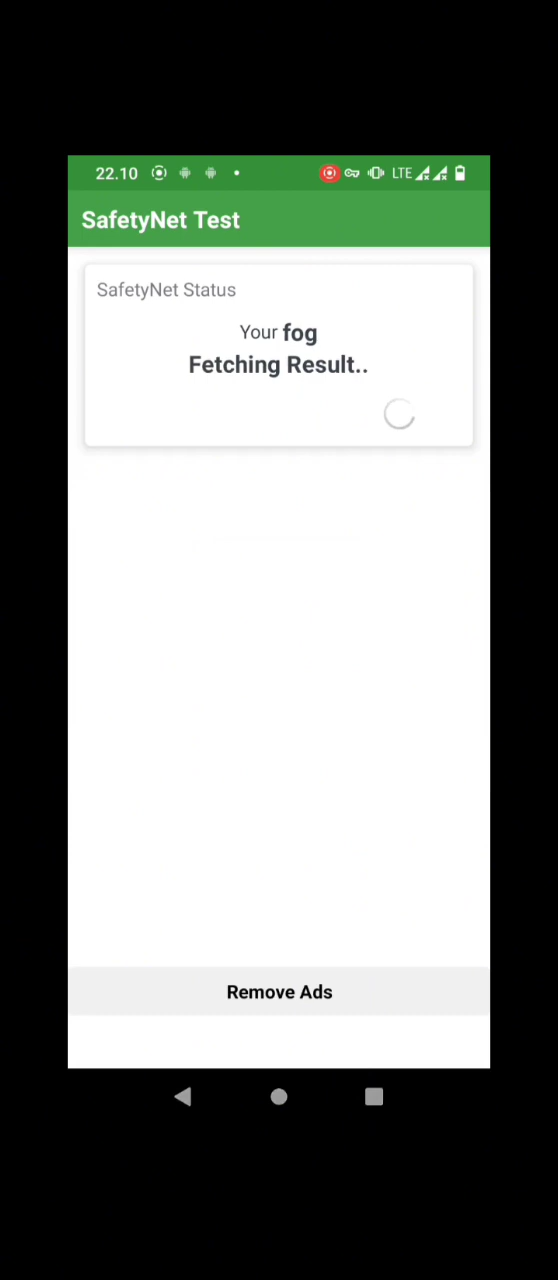 22.10 LTE
SafetyNet Test
SafetyNet Status
Your fog
Fetching Result..
Remove Ads